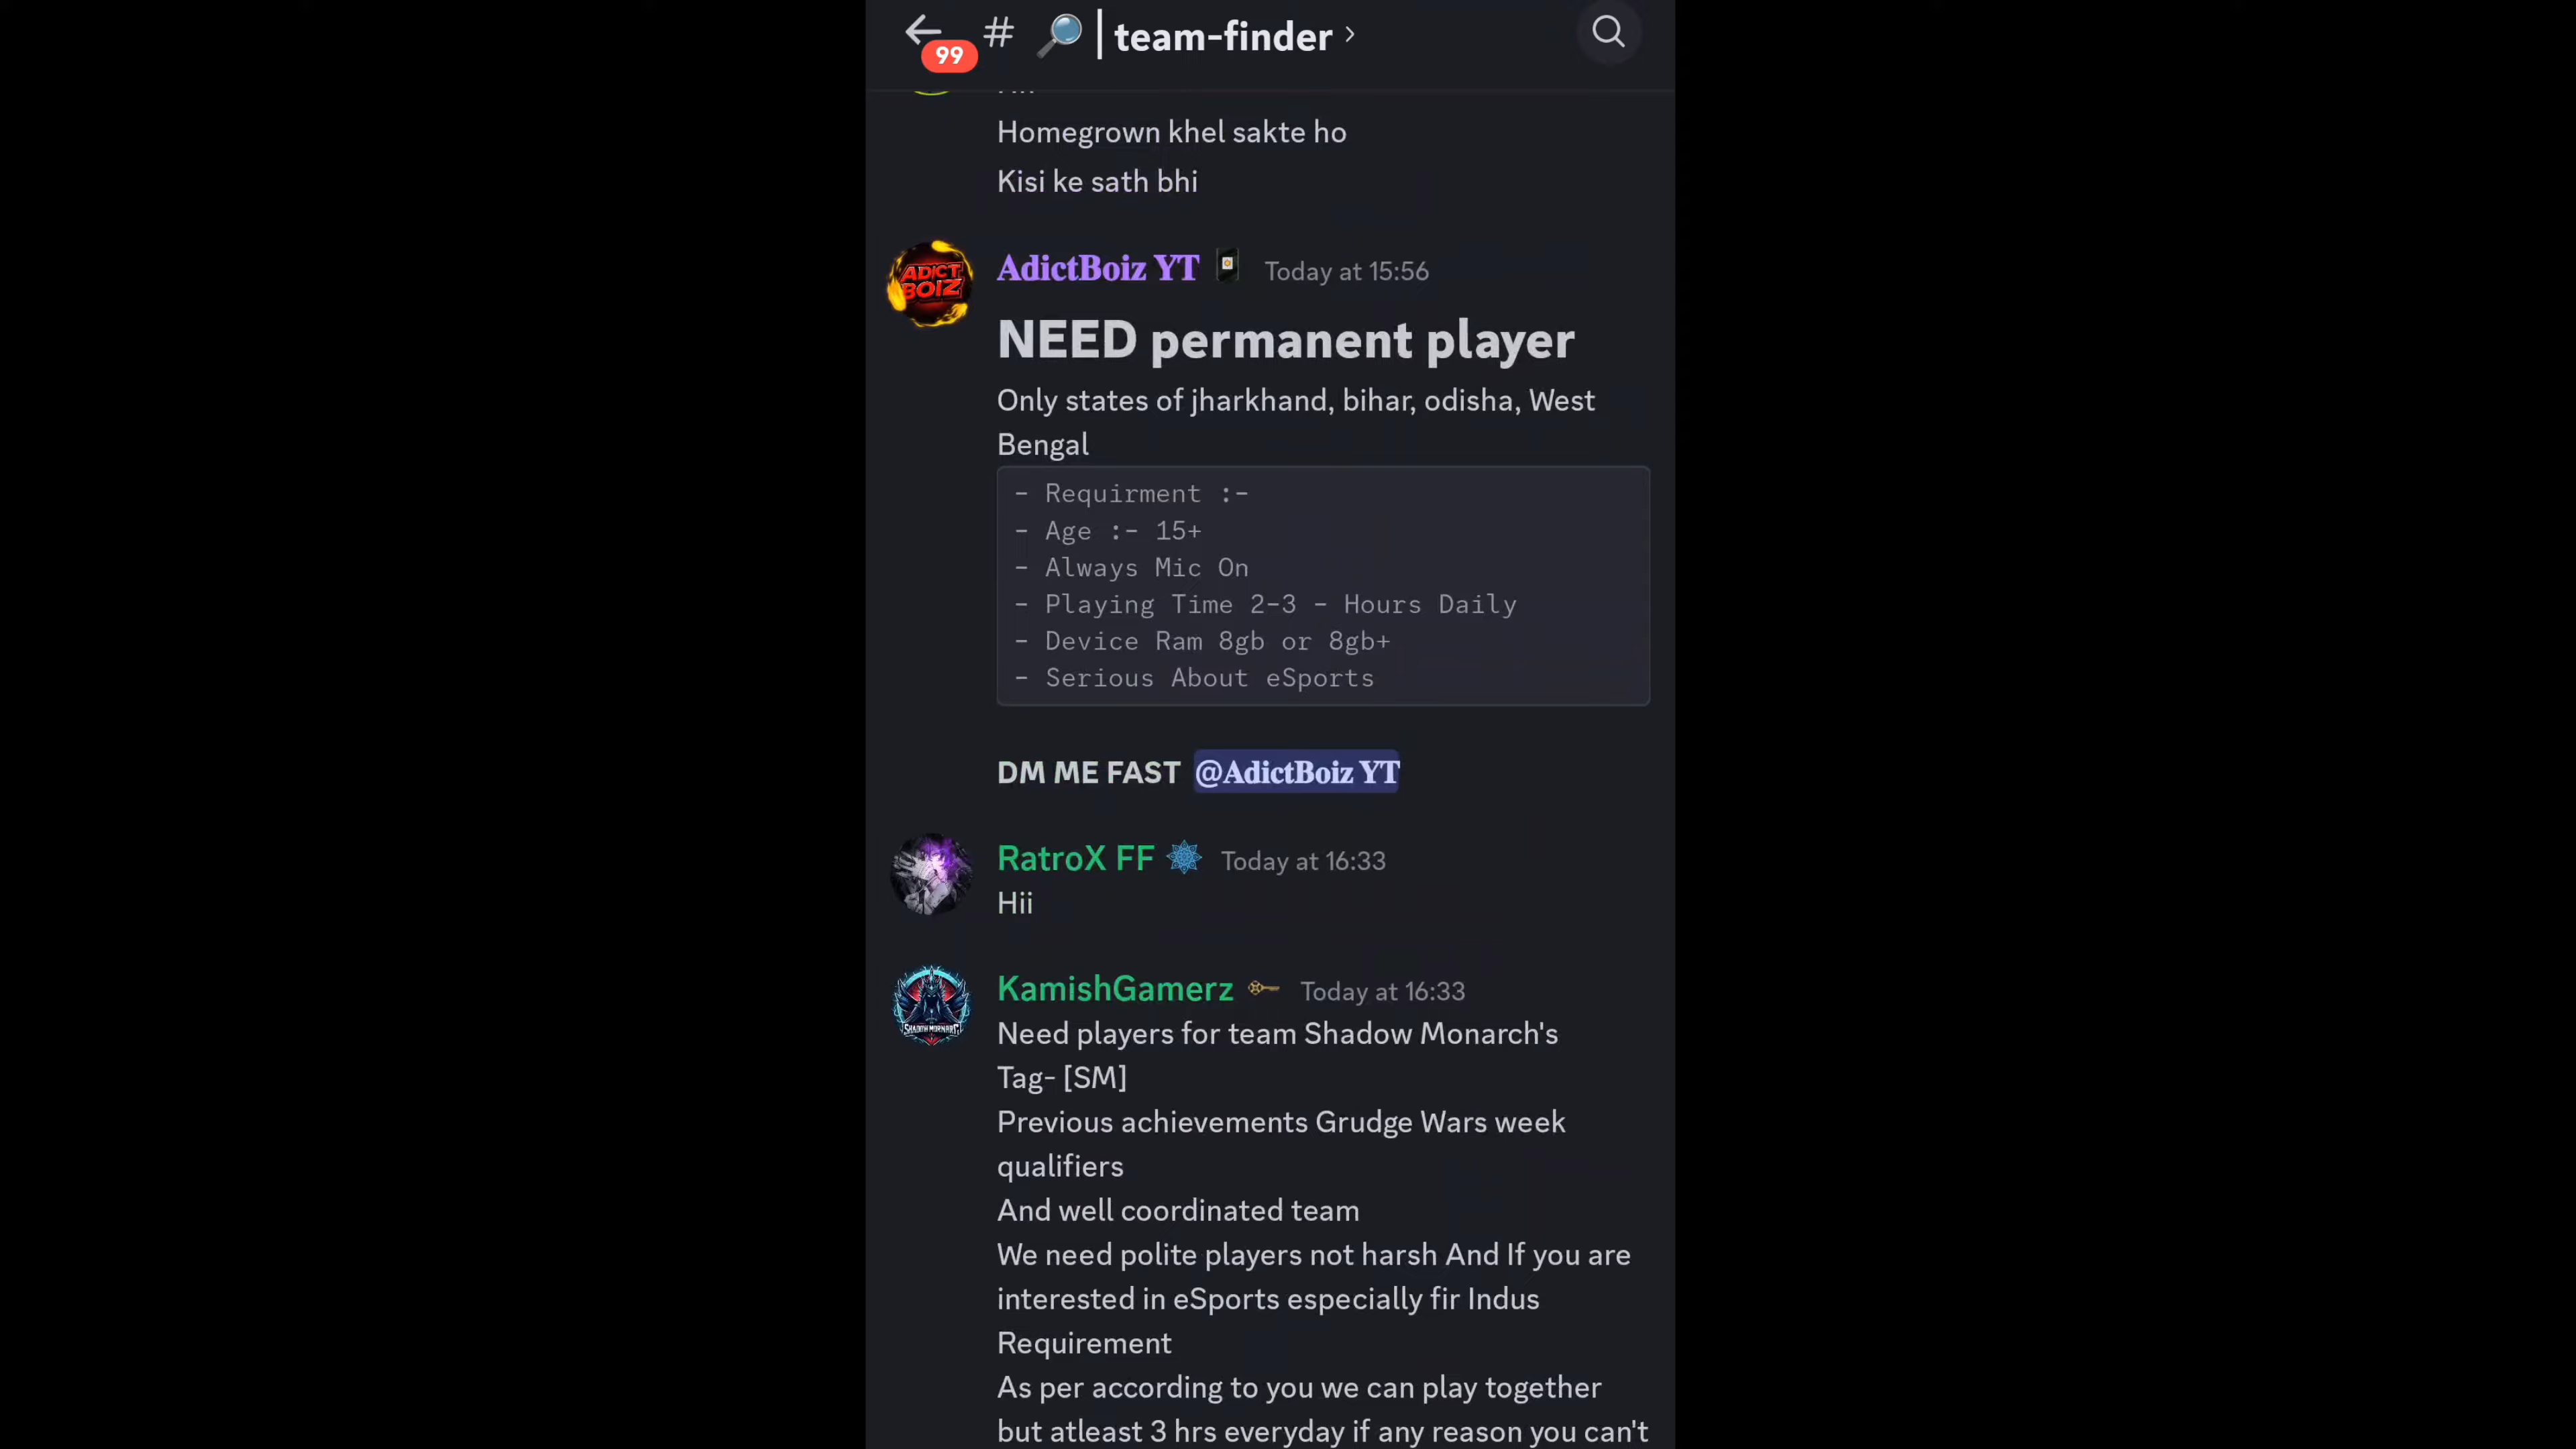 99 # | team-finder
Homegrown khel sakte ho
Kisi ke sath bhi
ADICT
BOIZ
AdictBoiz YT Today at 15:56
NEED permanent player
Only states of jharkhand, bihar, odisha, West
Bengal
- Requirment :-
- Age :- 15+
- Always Mic On
- Playing Time 2-3 - Hours Daily
- Device Ram 8gb or 8gb+
- Serious About eSports
DM ME FAST @AdictBoiz YT
RatroX FF Today at 16:33
Hii
KamishGamerz Today at 16:33
Need players for team Shadow Monarch's
Tag- [SM]
Previous achievements Grudge Wars week
qualifiers
And well coordinated team
We need polite players not harsh And If you are
interested in eSports especially fir Indus
Requirement
As per according to you we can play together
but atleast 3 hrs everyday if any reason you can't